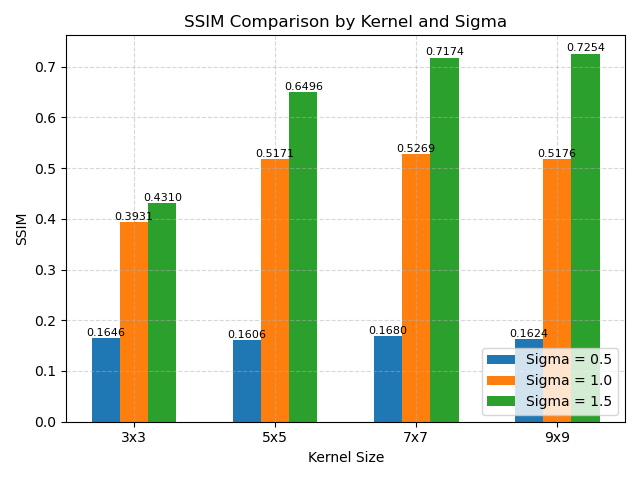 SSIM Comparison by Kernel and Sigma
SSIM
0.7
0.6
0.5
0.4
0.3
0.2
0.1
0.0
0.1646
0.3931
0.4310
0.1606
0.5171
0.6496
0.1680
0.5269
0.7174
0.1624
0.5176
0.7254
Sigma = 0.5
Sigma = 1.0
Sigma = 1.5
3x3
5x5
7x7
9x9
Kernel Size